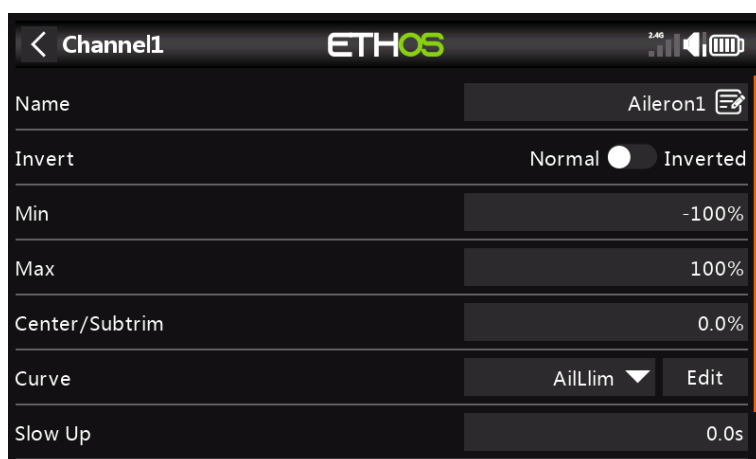 Channel1 ETHOS 2.4G
Name Aileron1
Invert Normal Inverted
Min -100%
Max 100%
Center/Subtrim 0.0%
Curve AilLlim Edit
Slow Up 0.0s